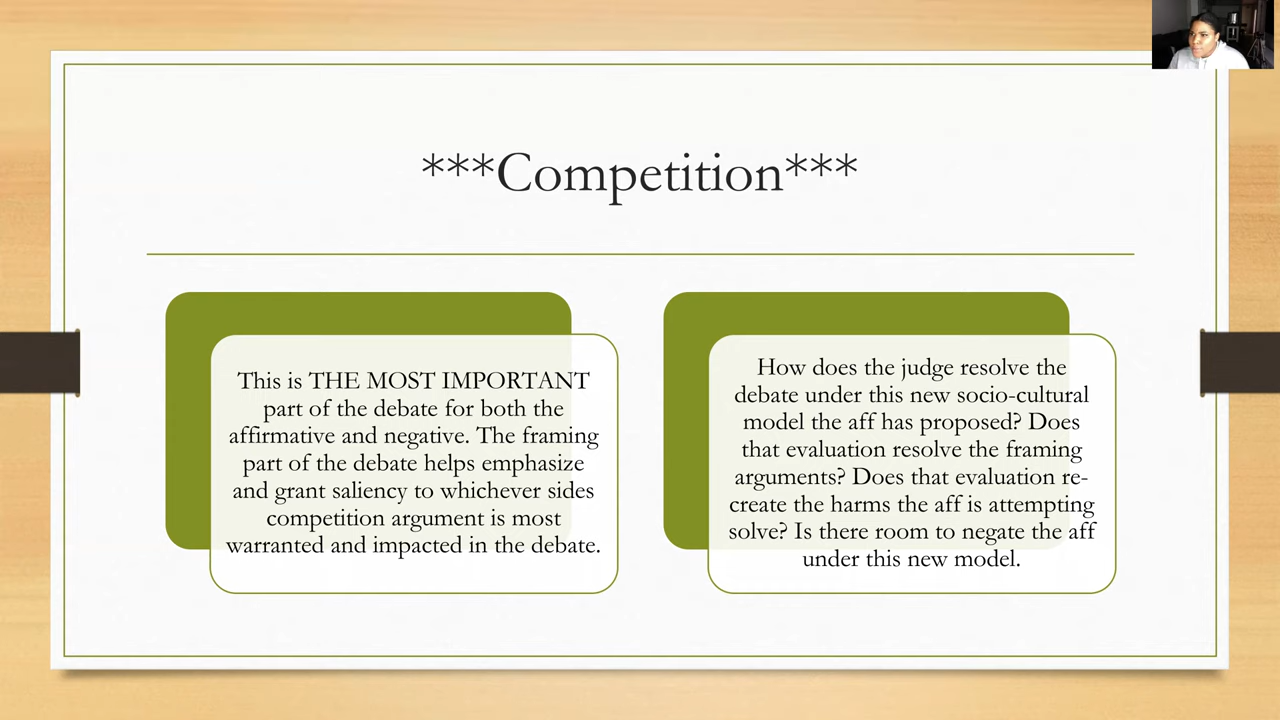 ***Competition***
This is THE MOST IMPORTANT
part of the debate for both the
affirmative and negative. The framing
part of the debate helps emphasize
and grant saliency to whichever sides
competition argument is most
warranted and impacted in the debate.
How does the judge resolve the
debate under this new socio-cultural
model the aff has proposed? Does
that evaluation resolve the framing
arguments? Does that evaluation re-
create the harms the aff is attempting
solve? Is there room to negate the aff
under this new model.